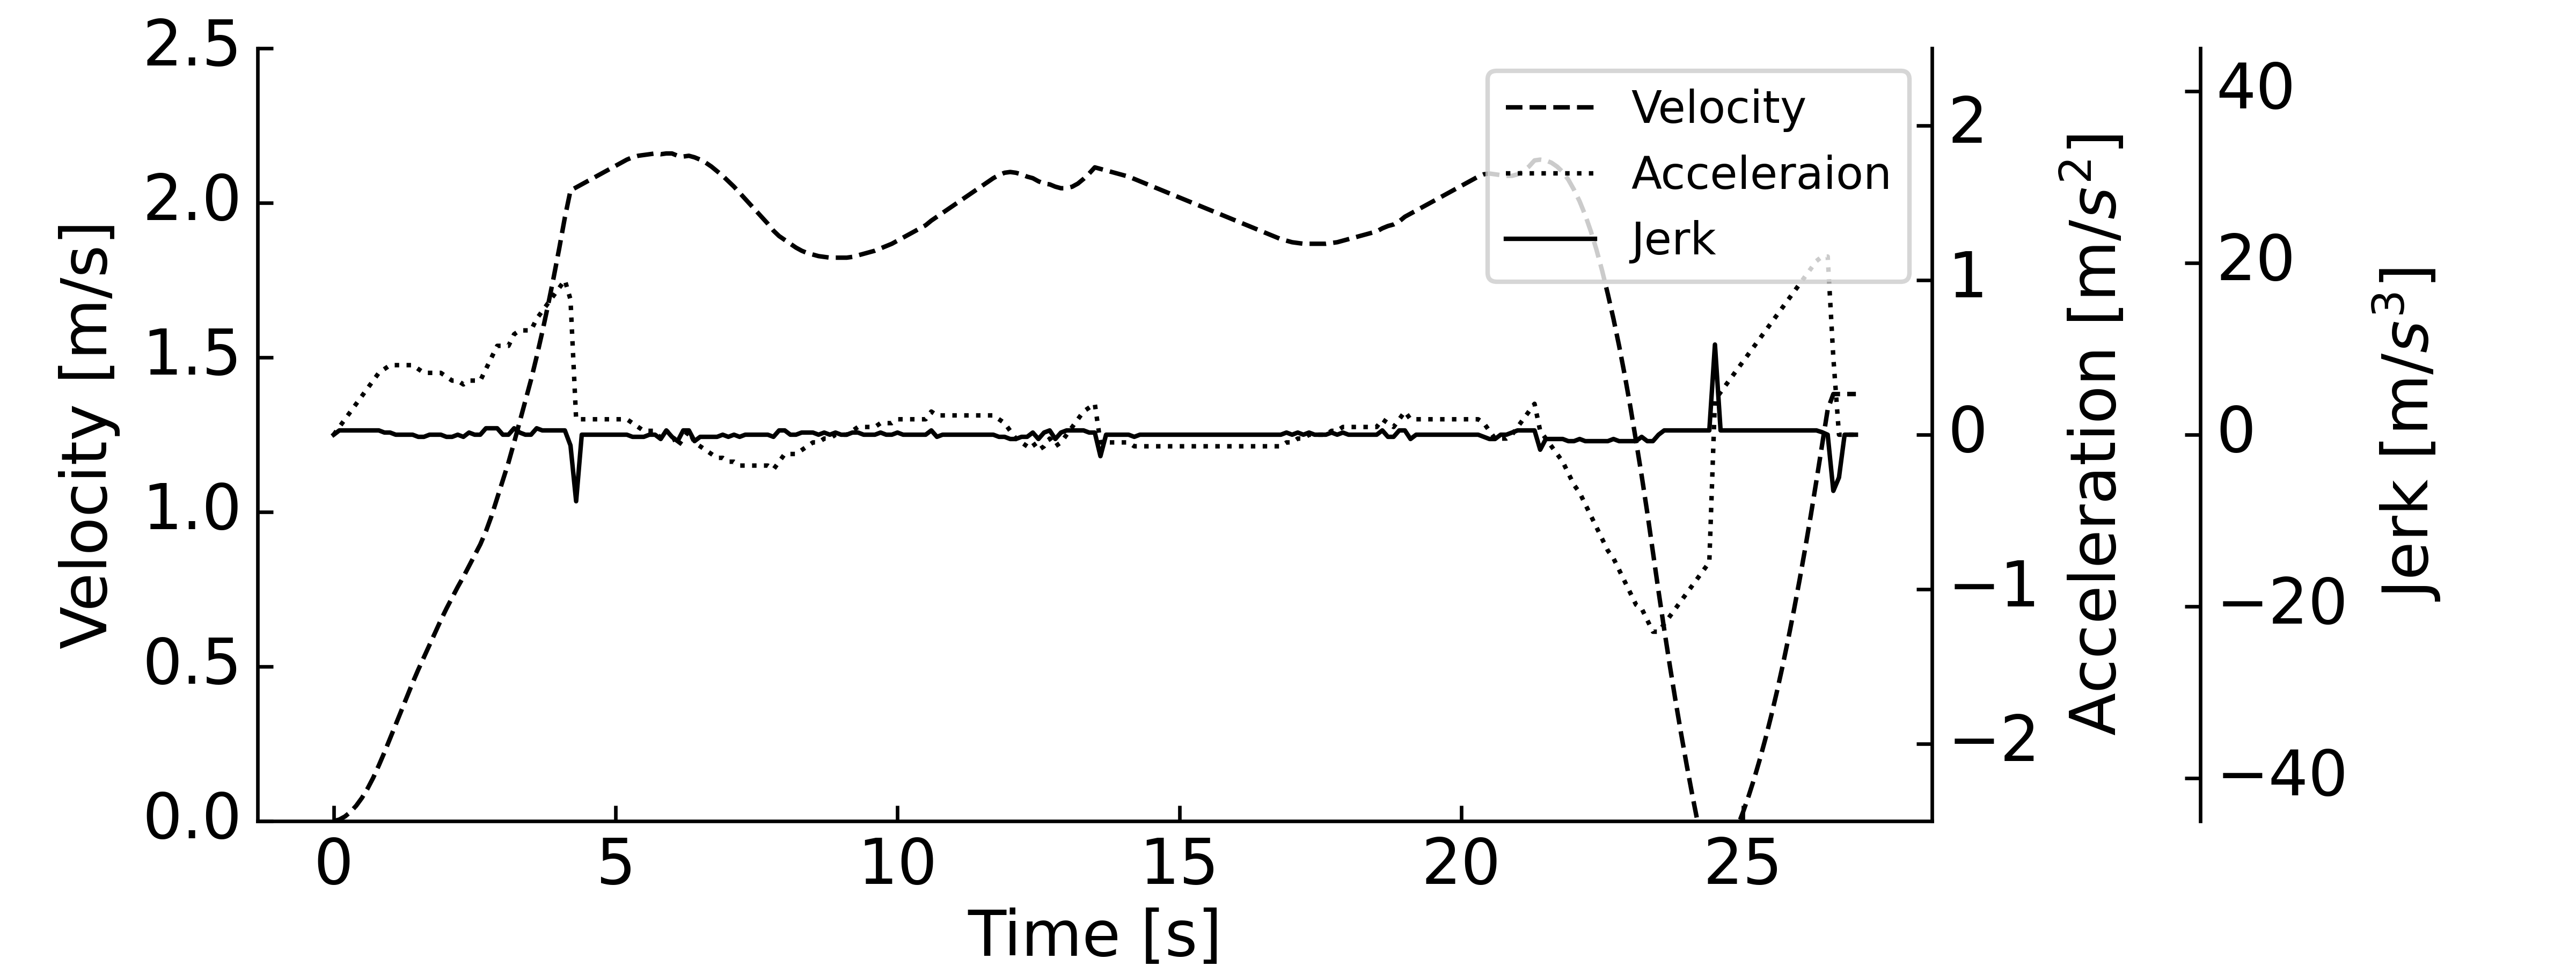 Velocity [m/s]
2.5
2.0
1.5
1.0
0.5
0.0
0 5 10 15 20 25
Time [s]
Velocity
Acceleraion
Jerk
2
1
0
−1
−2
Acceleration [m/s²]
40
20
0
−20
−40
Jerk [m/s³]